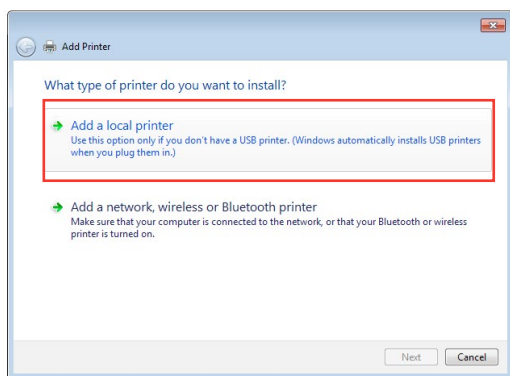 Add Printer
What type of printer do you want to install?
Add a local printer
Use this option only if you don't have a USB printer. (Windows automatically installs USB printers
when you plug them in.)
Add a network, wireless or Bluetooth printer
Make sure that your computer is connected to the network, or that your Bluetooth or wireless
printer is turned on.
Next Cancel